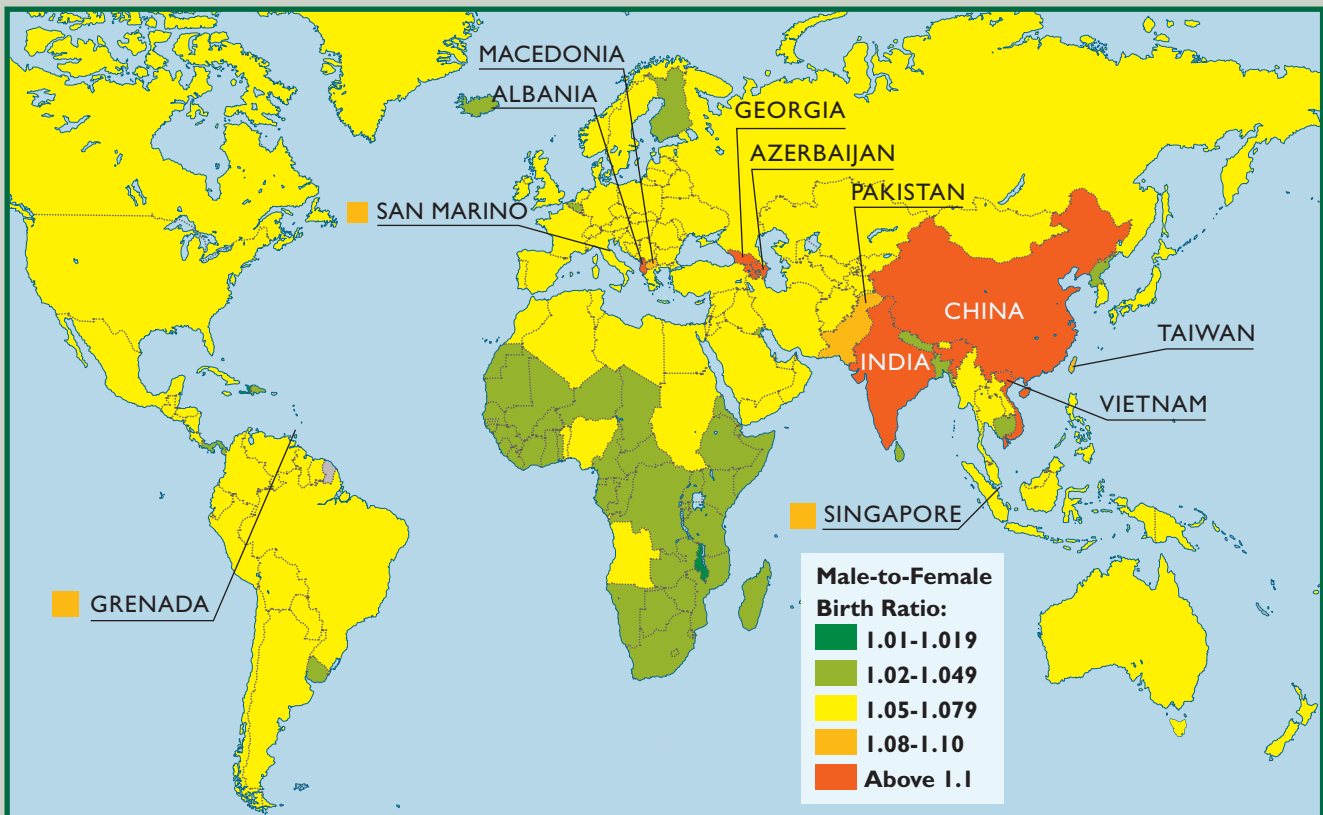 MACEDONIA
ALBANIA
GEORGIA
AZERBAIJAN
PAKISTAN
SAN MARINO
CHINA
TAIWAN
INDIA
VIETNAM
SINGAPORE
GRENADA
Male-to-Female
Birth Ratio:
1.01-1.019
1.02-1.049
1.05-1.079
1.08-1.10
Above 1.1